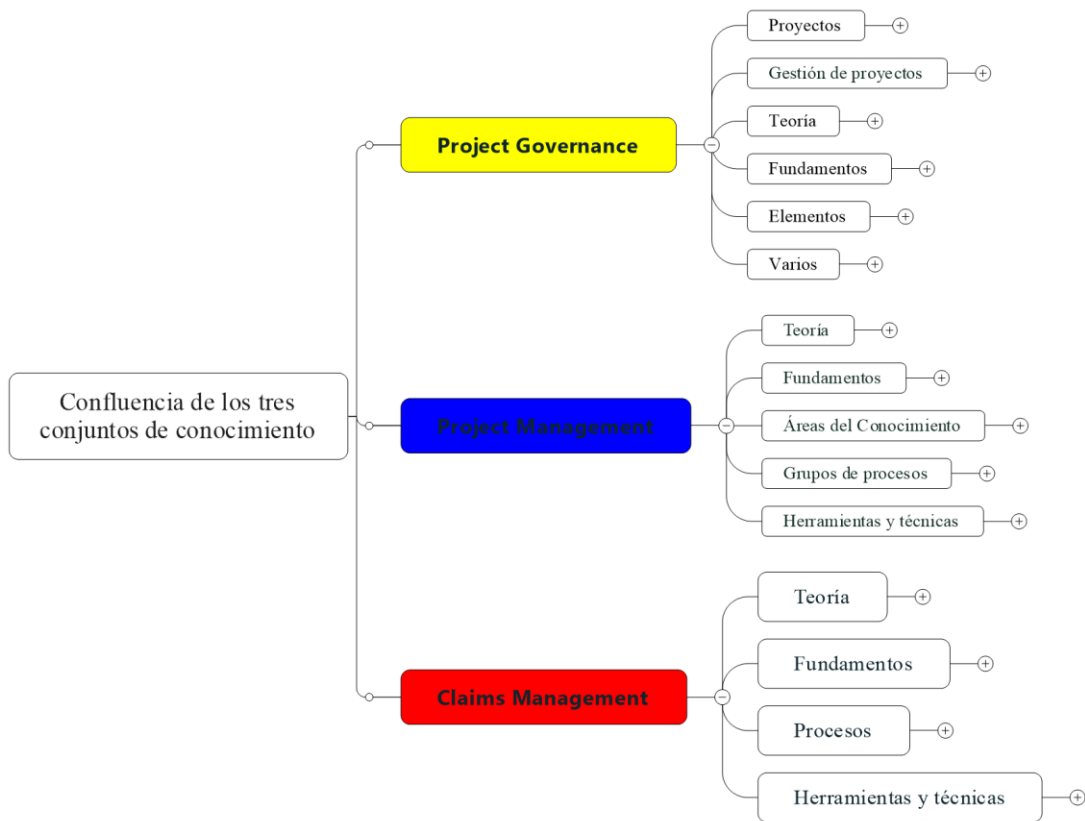 Confluencia de los tres
conjuntos de conocimiento
Project Governance
Proyectos
Gestión de proyectos
Teoría
Fundamentos
Elementos
Varios
Project Management
Teoría
Fundamentos
Áreas del Conocimiento
Grupos de procesos
Herramientas y técnicas
Claims Management
Teoría
Fundamentos
Procesos
Herramientas y técnicas